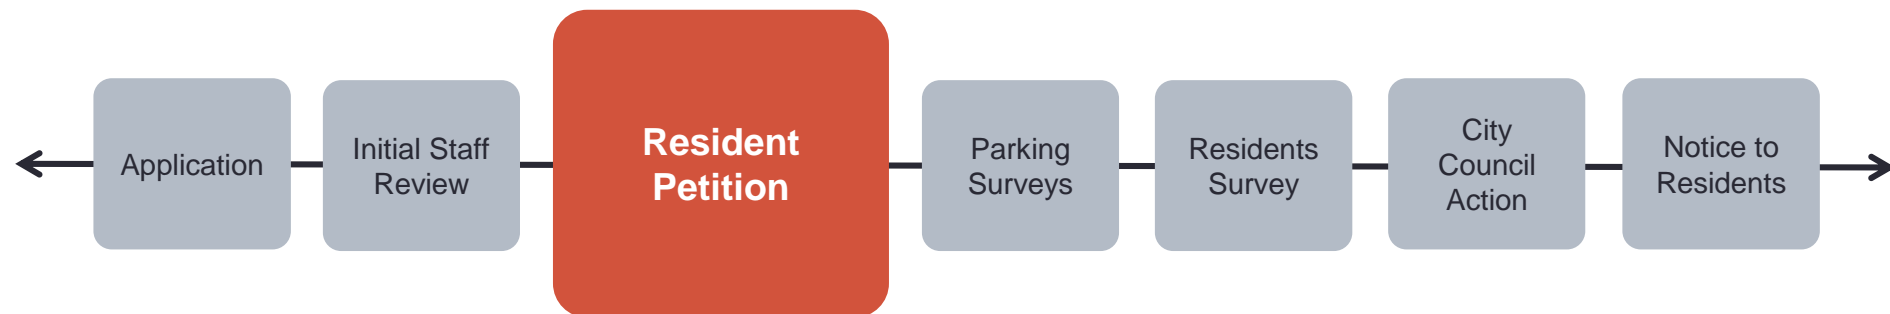 Application
Initial Staff
Review
Resident
Petition
Parking
Surveys
Residents
Survey
City
Council
Action
Notice to
Residents